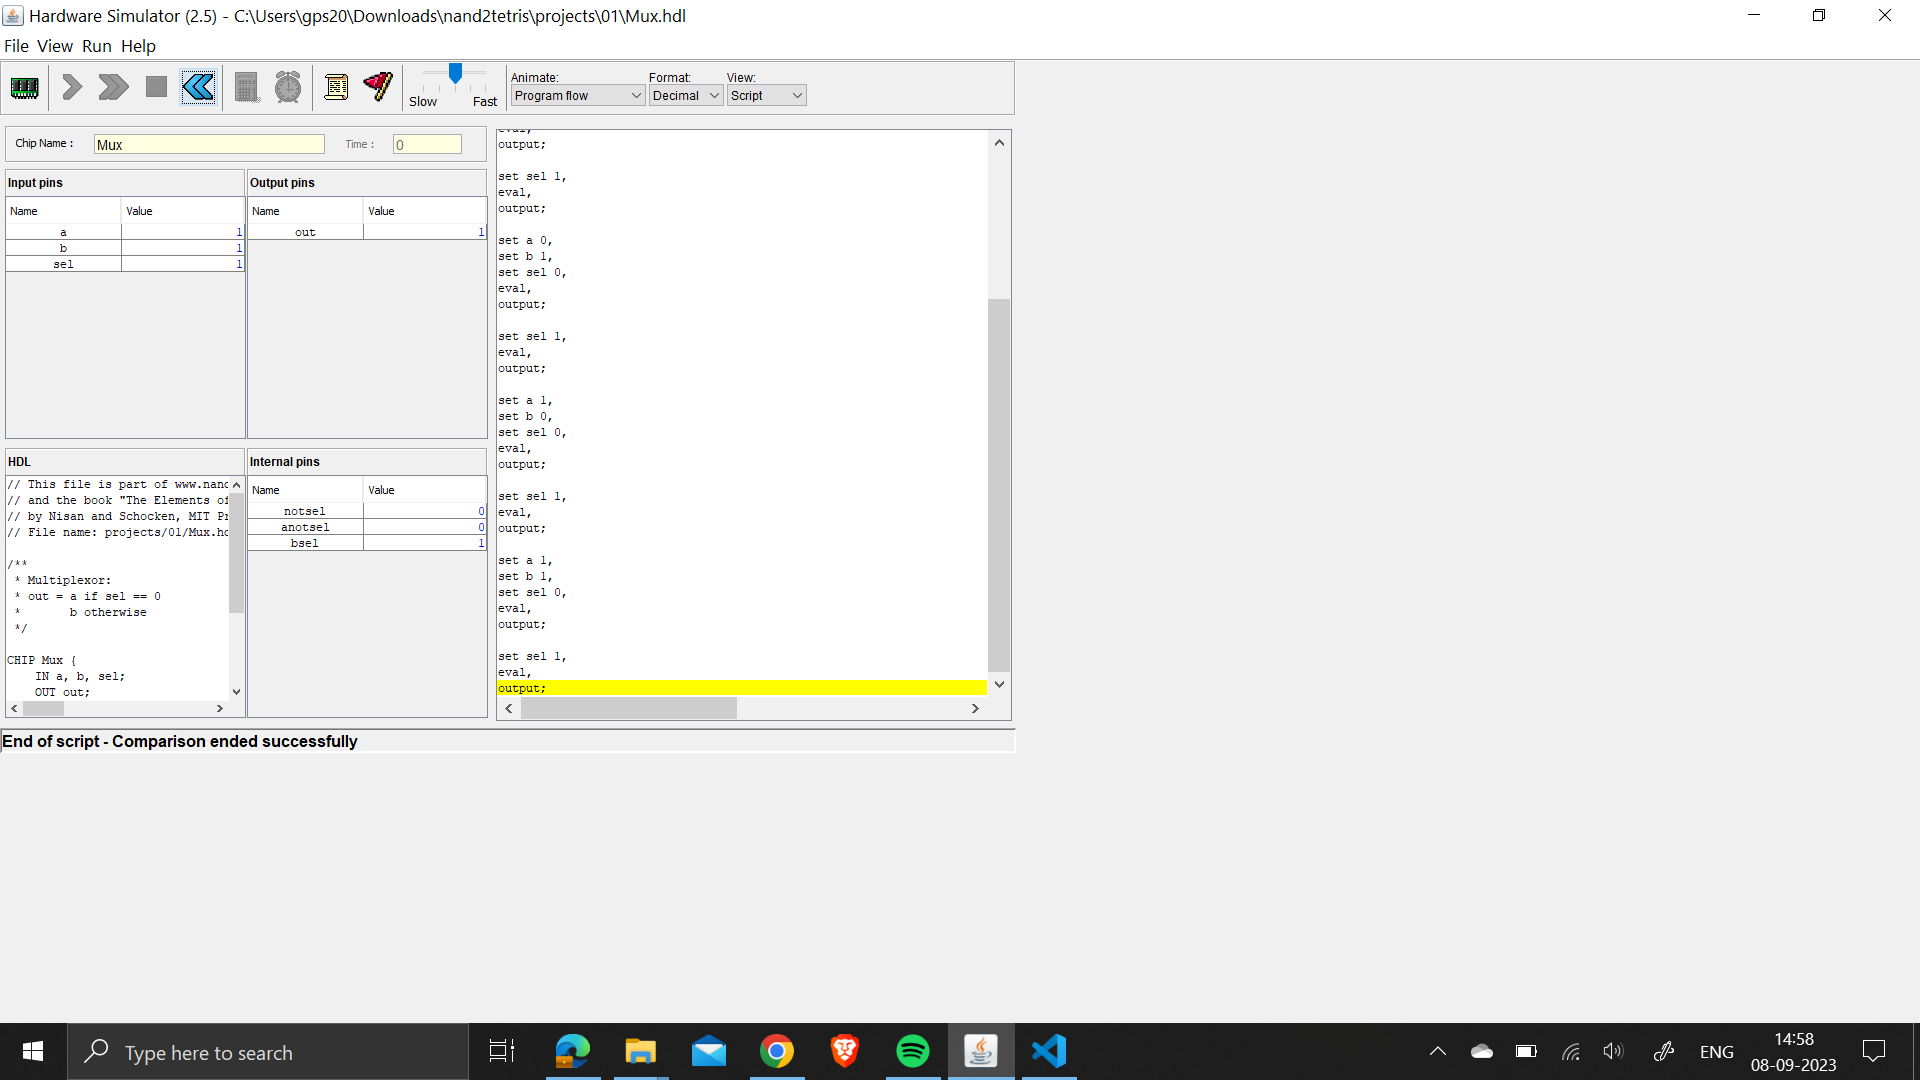 Hardware Simulator (2.5) - C:\Users\gps20\Downloads\nand2tetris\projects\01\Mux.hdl
File View Run Help
Slow Fast
Animate: Format: View:
Program flow Decimal Script
Chip Name : Mux Time : 0
Input pins
Name Value
a 1
b 1
sel 1
Output pins
Name Value
out 1
HDL
// This file is part of www.nand
// and the book "The Elements of
// by Nisan and Schocken, MIT Pr
// File name: projects/01/Mux.hd
/**
* Multiplexor:
* out = a if sel == 0
* b otherwise
*/
CHIP Mux {
IN a, b, sel;
OUT out;
Internal pins
Name Value
notsel 0
anotsel 0
bsel 1
eval,
output;
set sel 1,
eval,
output;
set a 0,
set b 1,
set sel 0,
eval,
output;
set sel 1,
eval,
output;
set a 1,
set b 0,
set sel 0,
eval,
output;
set sel 1,
eval,
output;
set a 1,
set b 1,
set sel 0,
eval,
output;
set sel 1,
eval,
output;
End of script - Comparison ended successfully
Type here to search
ENG
14:58
08-09-2023